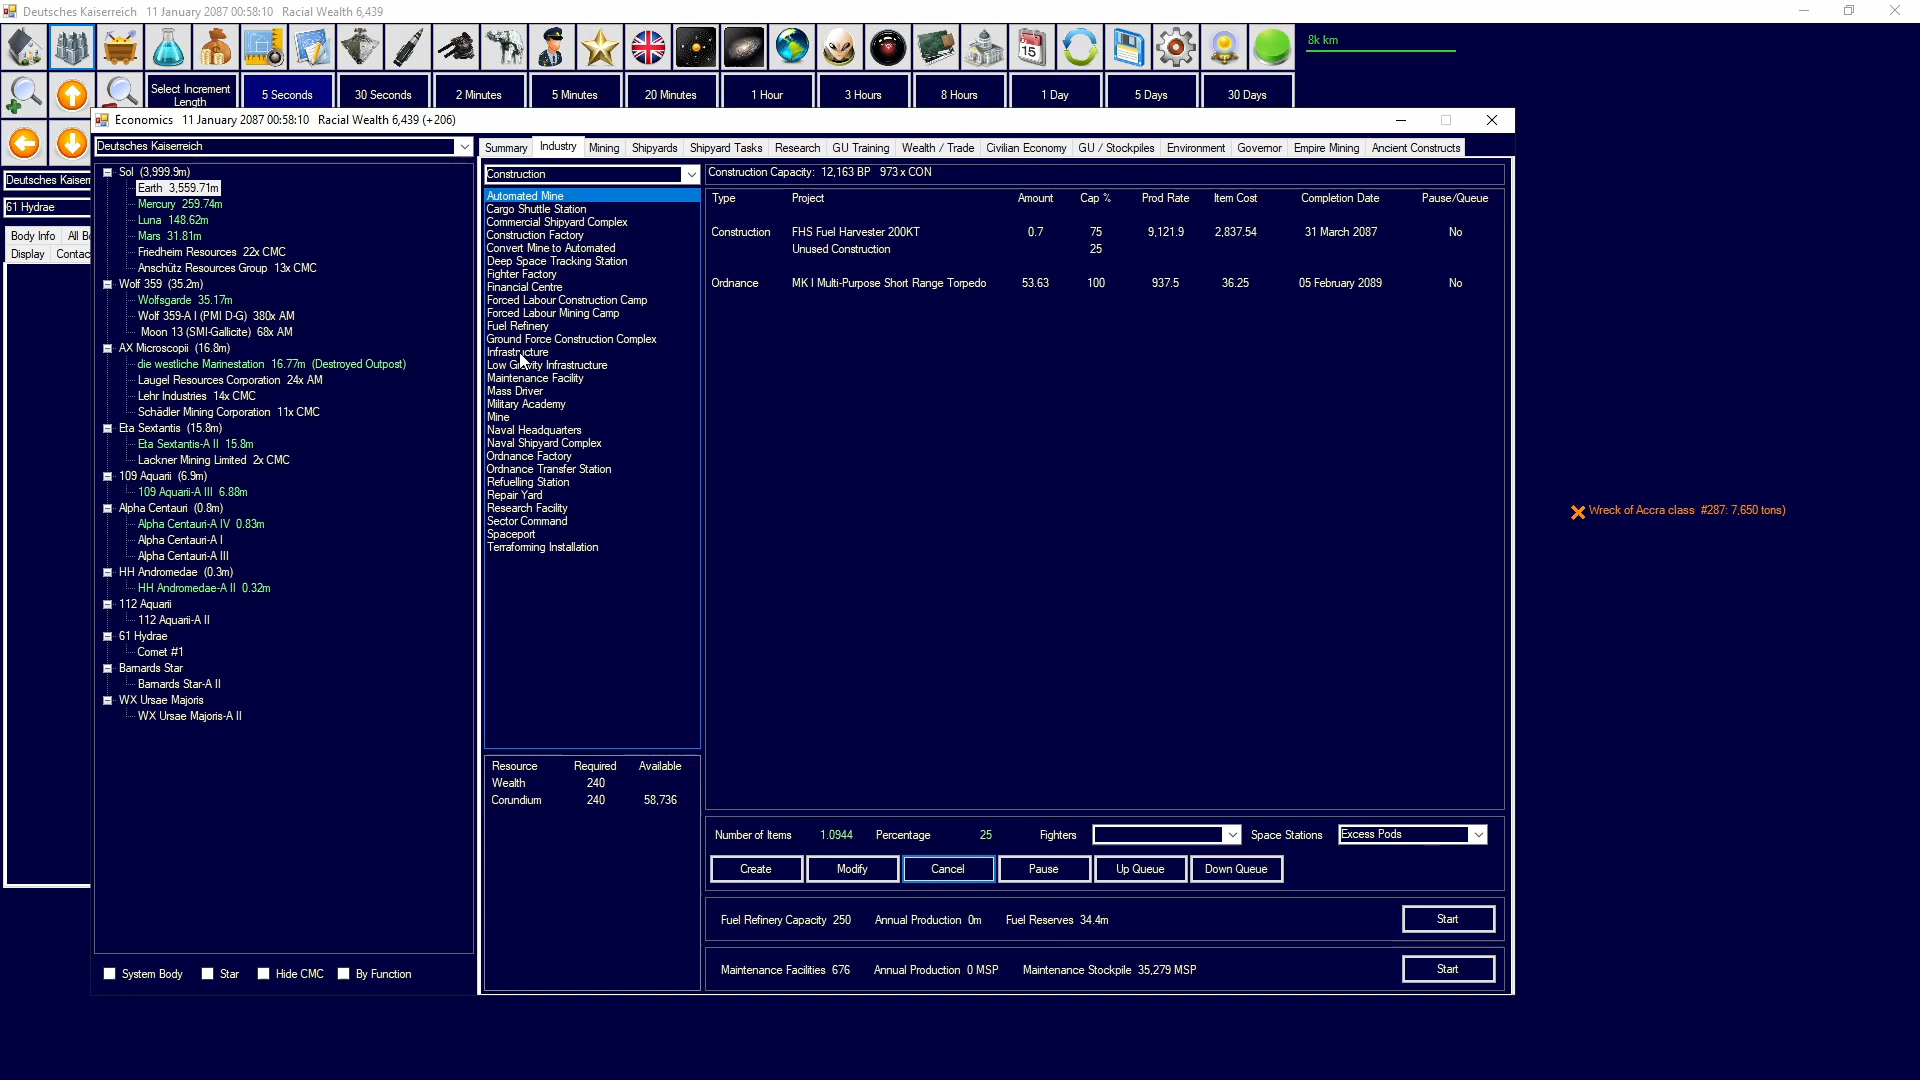 Deutsches Kaiserreich   11 January 2087 00:58:10   Racial Wealth 6,439
8k km
15
Select Increment Length
5 Seconds
30 Seconds
2 Minutes
5 Minutes
20 Minutes
1 Hour
3 Hours
8 Hours
1 Day
5 Days
30 Days
Economics   11 January 2087 00:58:10   Racial Wealth 6,439 (+206)
Deutsches Kaiserreich
Summary
Industry
Mining
Shipyards
Shipyard Tasks
Research
GU Training
Wealth / Trade
Civilian Economy
GU / Stockpiles
Environment
Governor
Empire Mining
Ancient Constructs
Deutsches Kaisern
61 Hydrae
Body Info   All B
Display   Contac
Sol  (3,999.9m)
Earth  3,559.71m
Mercury  259.74m
Luna  148.62m
Mars  31.81m
Friedheim Resources  22x CMC
Anschütz Resources Group  13x CMC
Wolf 359  (35.2m)
Wolfsgarde  35.17m
Wolf 359-A I (PMI D-G)  380x AM
Moon 13 (SMI-Gallicite)  68x AM
AX Microscopii  (16.8m)
die westliche Marinestation  16.77m  (Destroyed Outpost)
Laugel Resources Corporation  24x AM
Lehr Industries  14x CMC
Schädler Mining Corporation  11x CMC
Eta Sextantis  (15.8m)
Eta Sextantis-A II  15.8m
Lackner Mining Limited  2x CMC
109 Aquarii  (6.9m)
109 Aquarii-A III  6.88m
Alpha Centauri  (0.8m)
Alpha Centauri-A IV  0.83m
Alpha Centauri-A I
Alpha Centauri-A III
HH Andromedae  (0.3m)
HH Andromedae-A II  0.32m
112 Aquarii
112 Aquarii-A II
61 Hydrae
Comet #1
Barnards Star
Barnards Star-A II
WX Ursae Majoris
WX Ursae Majoris-A II
System Body
Star
Hide CMC
By Function
Construction
Automated Mine
Cargo Shuttle Station
Commercial Shipyard Complex
Construction Factory
Convert Mine to Automated
Deep Space Tracking Station
Fighter Factory
Financial Centre
Forced Labour Construction Camp
Forced Labour Mining Camp
Fuel Refinery
Ground Force Construction Complex
Infrastructure
Low Gravity Infrastructure
Maintenance Facility
Mass Driver
Military Academy
Mine
Naval Headquarters
Naval Shipyard Complex
Ordnance Factory
Ordnance Transfer Station
Refuelling Station
Repair Yard
Research Facility
Sector Command
Spaceport
Terraforming Installation
Resource   Required   Available
Wealth   240
Corundium   240   58,736
Construction Capacity:  12,163 BP   973 x CON
Type   Project   Amount   Cap %   Prod Rate   Item Cost   Completion Date   Pause/Queue
Construction   FHS Fuel Harvester 200KT   0.7   75   9,121.9   2,837.54   31 March 2087   No
Unused Construction   25
Ordnance   MK I Multi-Purpose Short Range Torpedo   53.63   100   937.5   36.25   05 February 2089   No
Number of Items   1.0944   Percentage   25   Fighters   Space Stations   Excess Pods
Create
Modify
Cancel
Pause
Up Queue
Down Queue
Fuel Refinery Capacity  250   Annual Production  0m   Fuel Reserves  34.4m   Start
Maintenance Facilities  676   Annual Production  0 MSP   Maintenance Stockpile  35,279 MSP   Start
Wreck of Accra class  #287: 7,650 tons)